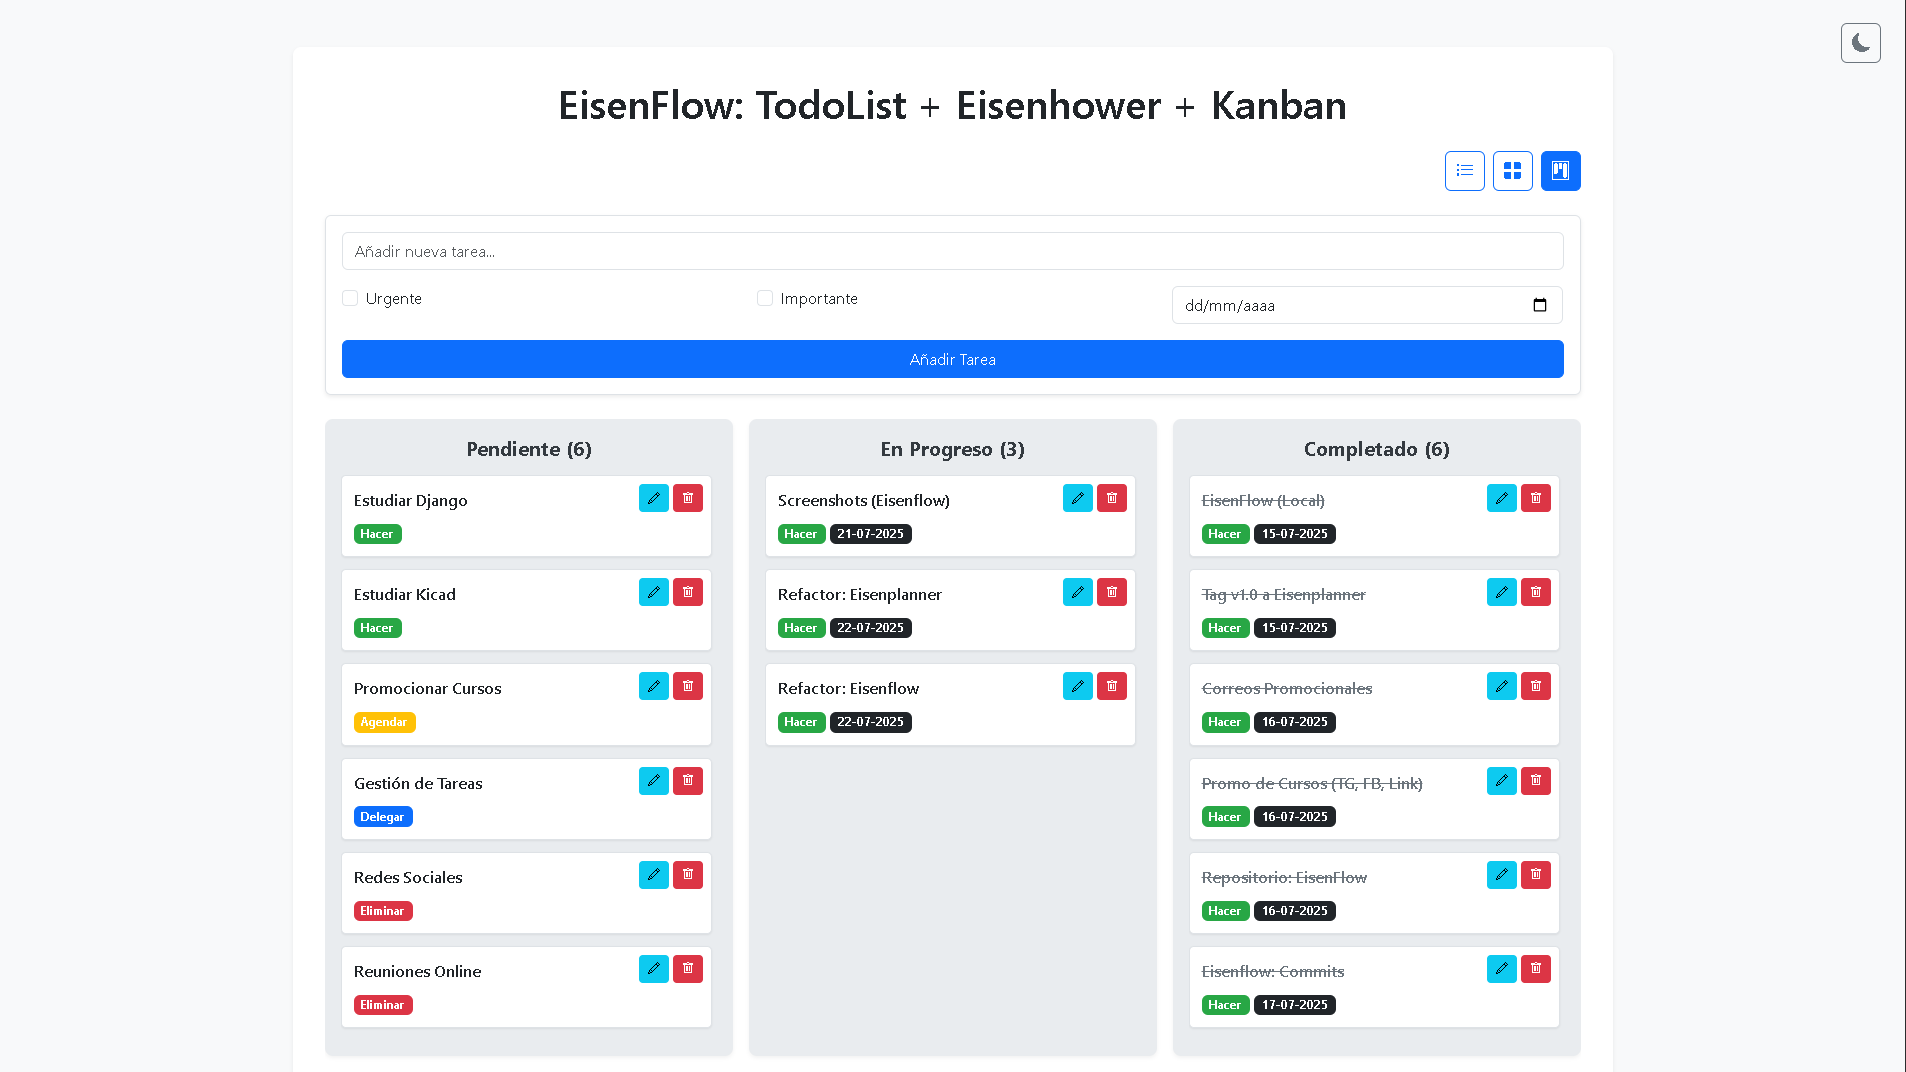 EisenFlow: TodoList + Eisenhower + Kanban
Añadir nueva tarea...
Urgente
Importante
dd/mm/aaaa
Añadir Tarea
Pendiente (6)
Estudiar Django
Hacer
Estudiar Kicad
Hacer
Promocionar Cursos
Agendar
Gestión de Tareas
Delegar
Redes Sociales
Eliminar
Reuniones Online
Eliminar
En Progreso (3)
Screenshots (Eisenflow)
Hacer 21-07-2025
Refactor: Eisenplanner
Hacer 22-07-2025
Refactor: Eisenflow
Hacer 22-07-2025
Completado (6)
EisenFlow (Local)
Hacer 15-07-2025
Tag v1.0 a Eisenplanner
Hacer 15-07-2025
Correos Promocionales
Hacer 16-07-2025
Promo de Cursos (TG, FB, Link)
Hacer 16-07-2025
Repositorio: EisenFlow
Hacer 16-07-2025
Eisenflow: Commits
Hacer 17-07-2025